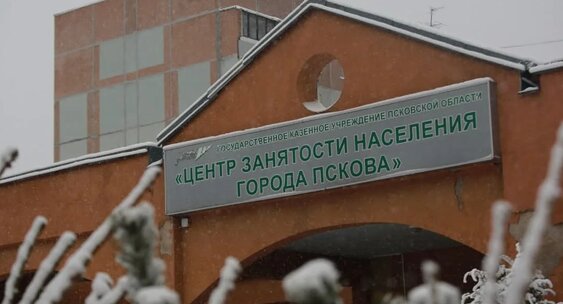 ГОСУДАРСТВЕННОЕ КАЗЕННОЕ УЧРЕЖДЕНИЕ ПСКОВСКОЙ ОБЛАСТИ
«ЦЕНТР ЗАНЯТОСТИ НАСЕЛЕНИЯ
ГОРОДА ПСКОВА»